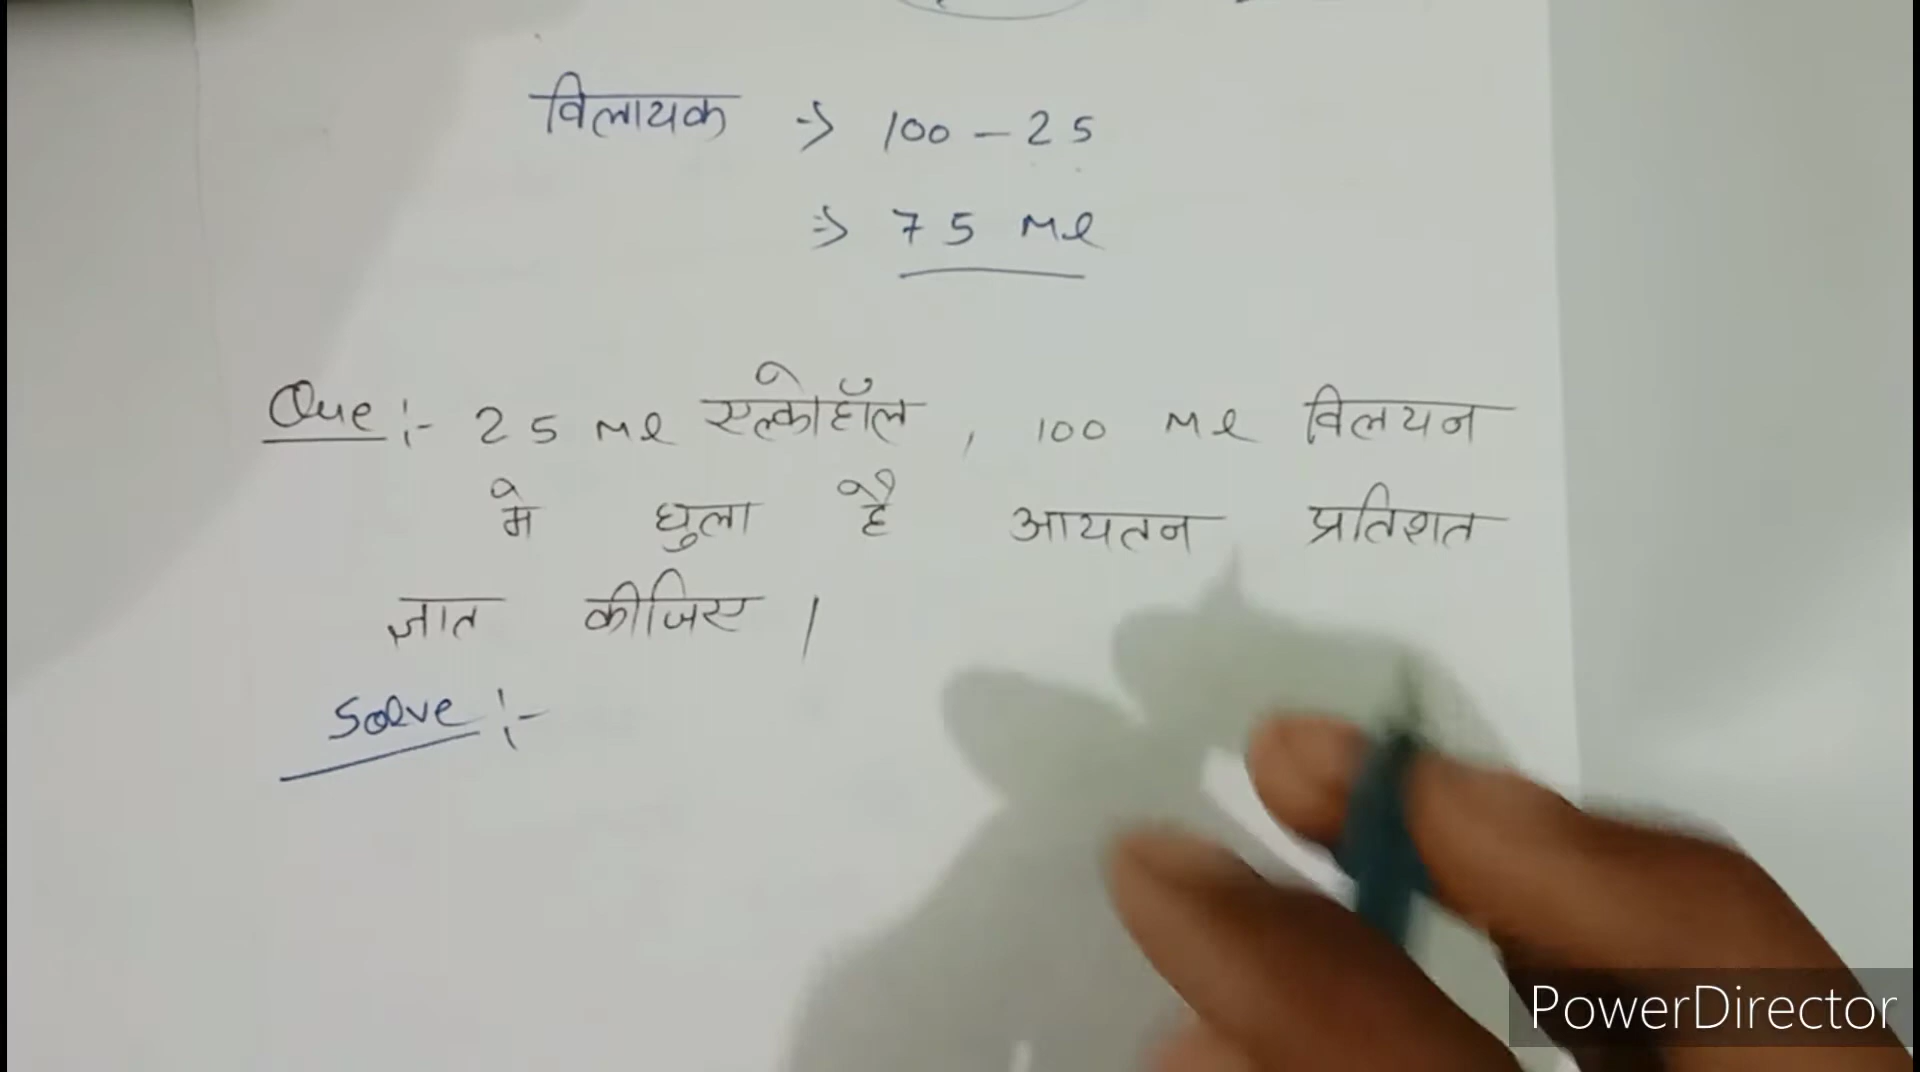 विलायक → 100 - 25
⇒ 75 ml
Que :- 25 ml एल्कोहॉल , 100 ml विलयन
मे घुला है आयतन प्रतिशत
ज्ञात कीजिए |
Solve :-
PowerDirector